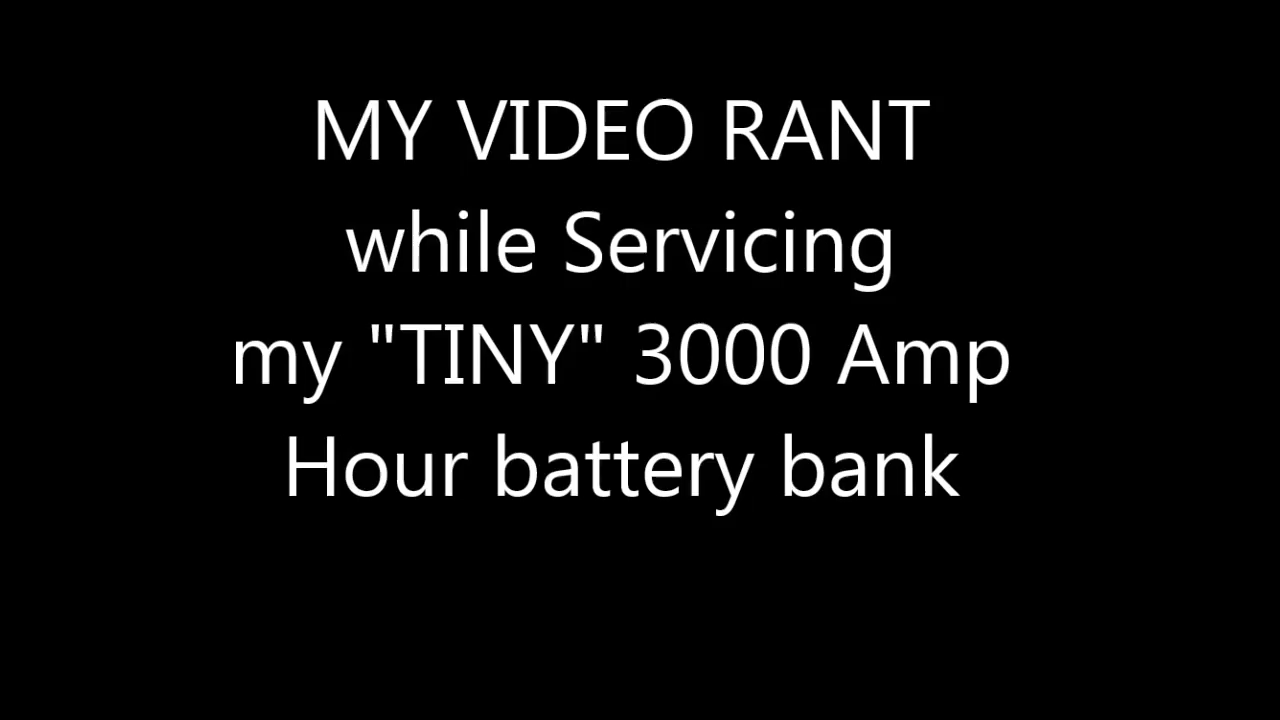 MY VIDEO RANT
while Servicing
my "TINY" 3000 Amp
Hour battery bank